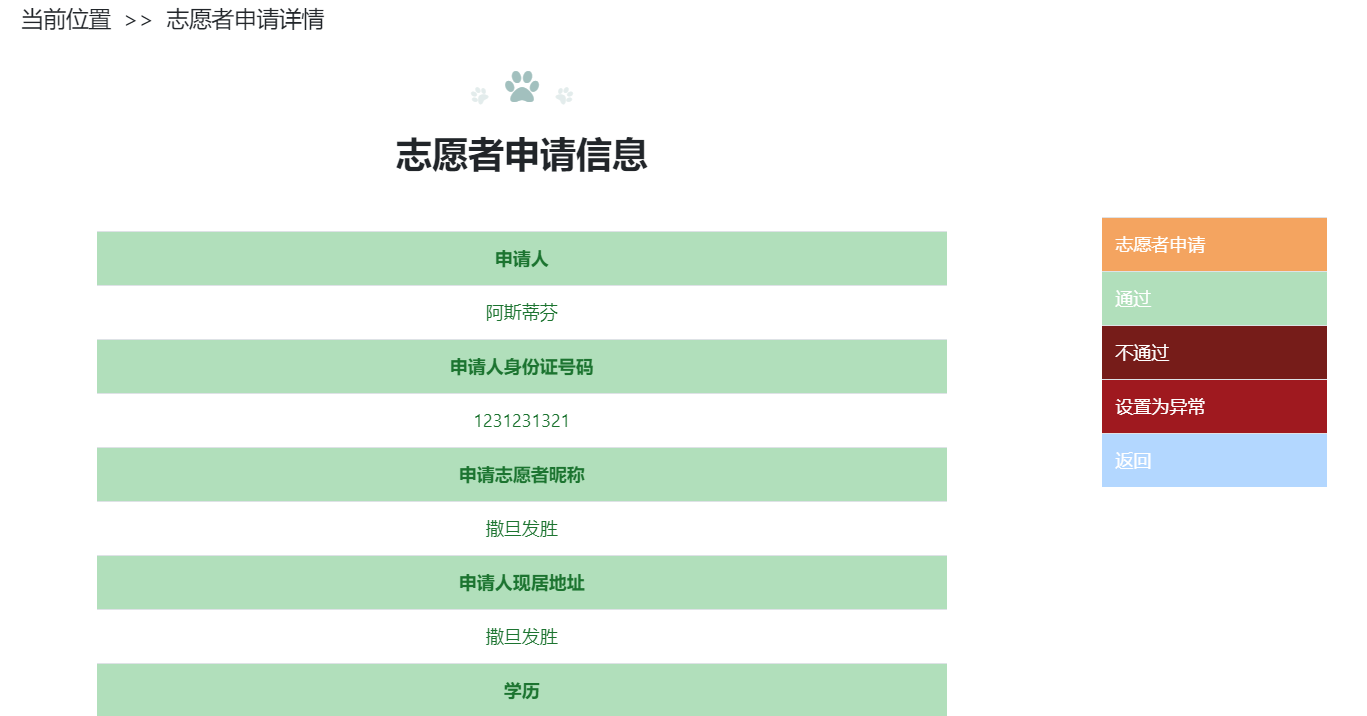 当前位置 >> 志愿者申请详情
志愿者申请信息
申请人
阿斯蒂芬
申请人身份证号码
1231231321
申请志愿者昵称
撒旦发胜
申请人现居地址
撒旦发胜
学历
志愿者申请
通过
不通过
设置为异常
返回